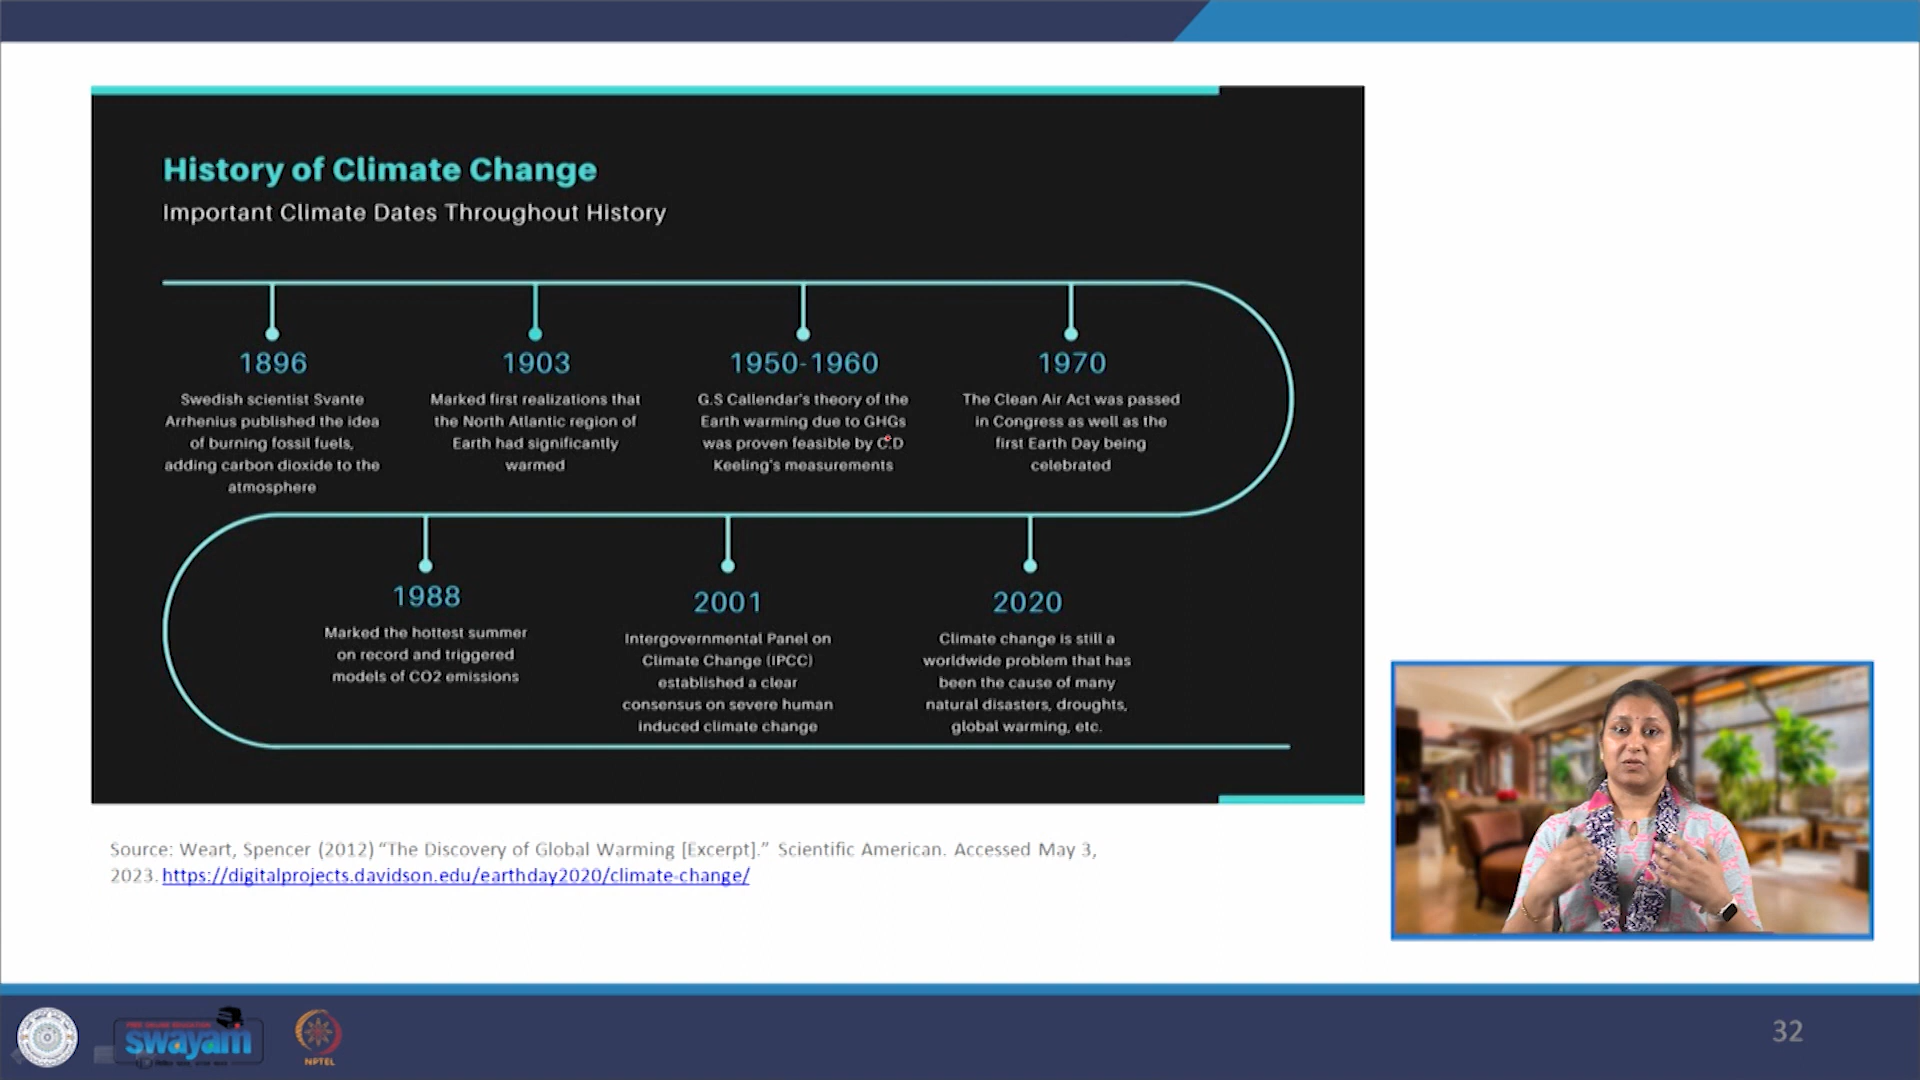 History of Climate Change
Important Climate Dates Throughout History
1896
Swedish scientist Svante
Arrhenius published the idea
of burning fossil fuels,
adding carbon dioxide to the
atmosphere
1903
Marked first realizations that
the North Atlantic region of
Earth had significantly
warmed
1950-1960
G.S Callendar's theory of the
Earth warming due to GHGs
was proven feasible by C.D
Keeling's measurements
1970
The Clean Air Act was passed
in Congress as well as the
first Earth Day being
celebrated
1988
Marked the hottest summer
on record and triggered
models of CO2 emissions
2001
Intergovernmental Panel on
Climate Change (IPCC)
established a clear
consensus on severe human
induced climate change
2020
Climate change is still a
worldwide problem that has
been the cause of many
natural disasters, droughts,
global warming, etc.
Source: Weart, Spencer (2012) “The Discovery of Global Warming [Excerpt].” Scientific American. Accessed May 3,
2023. https://digitalprojects.davidson.edu/earthday2020/climate-change/
FREE ONLINE EDUCATION
swayam
NPTEL
32